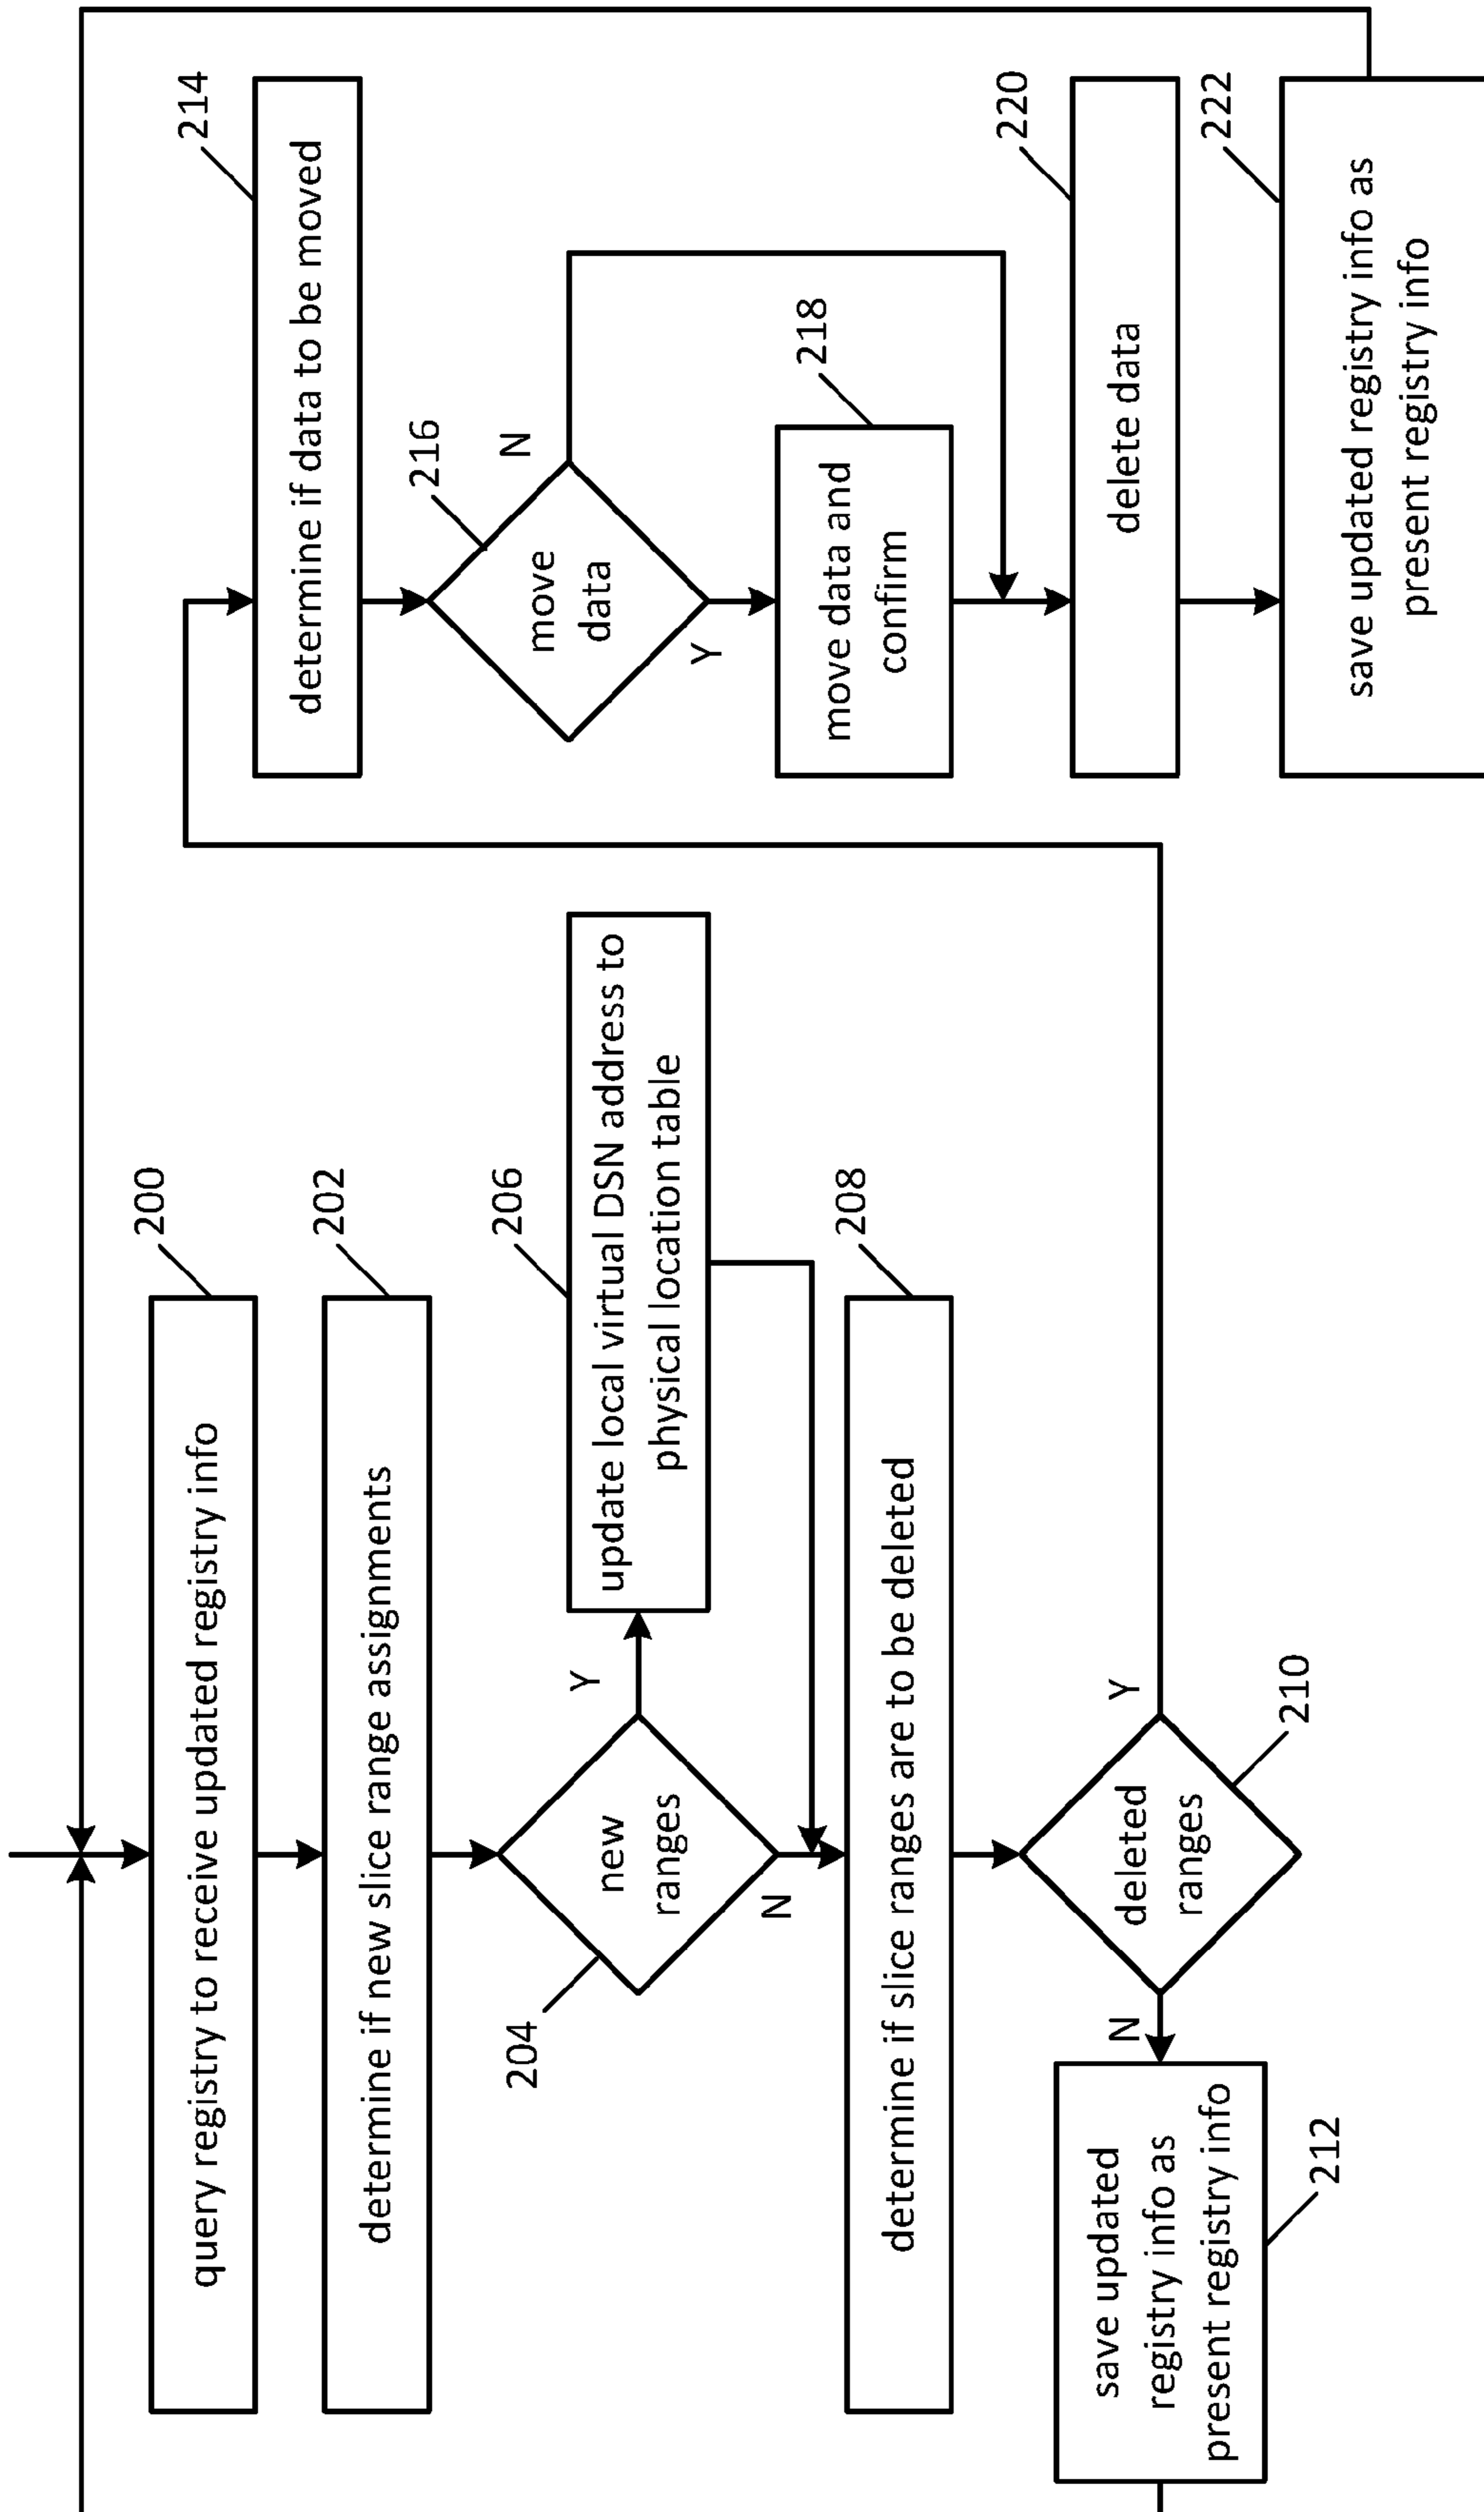 200
query registry to receive updated registry info
202
determine if new slice range assignments
204
new
ranges
Y
N
206
update local virtual DSN address to
physical location table
208
determine if slice ranges are to be deleted
210
deleted
ranges
Y
N
212
save updated
registry info as
present registry info
214
determine if data to be moved
216
move
data
N
Y
218
move data and
confirm
220
delete data
222
save updated registry info as
present registry info